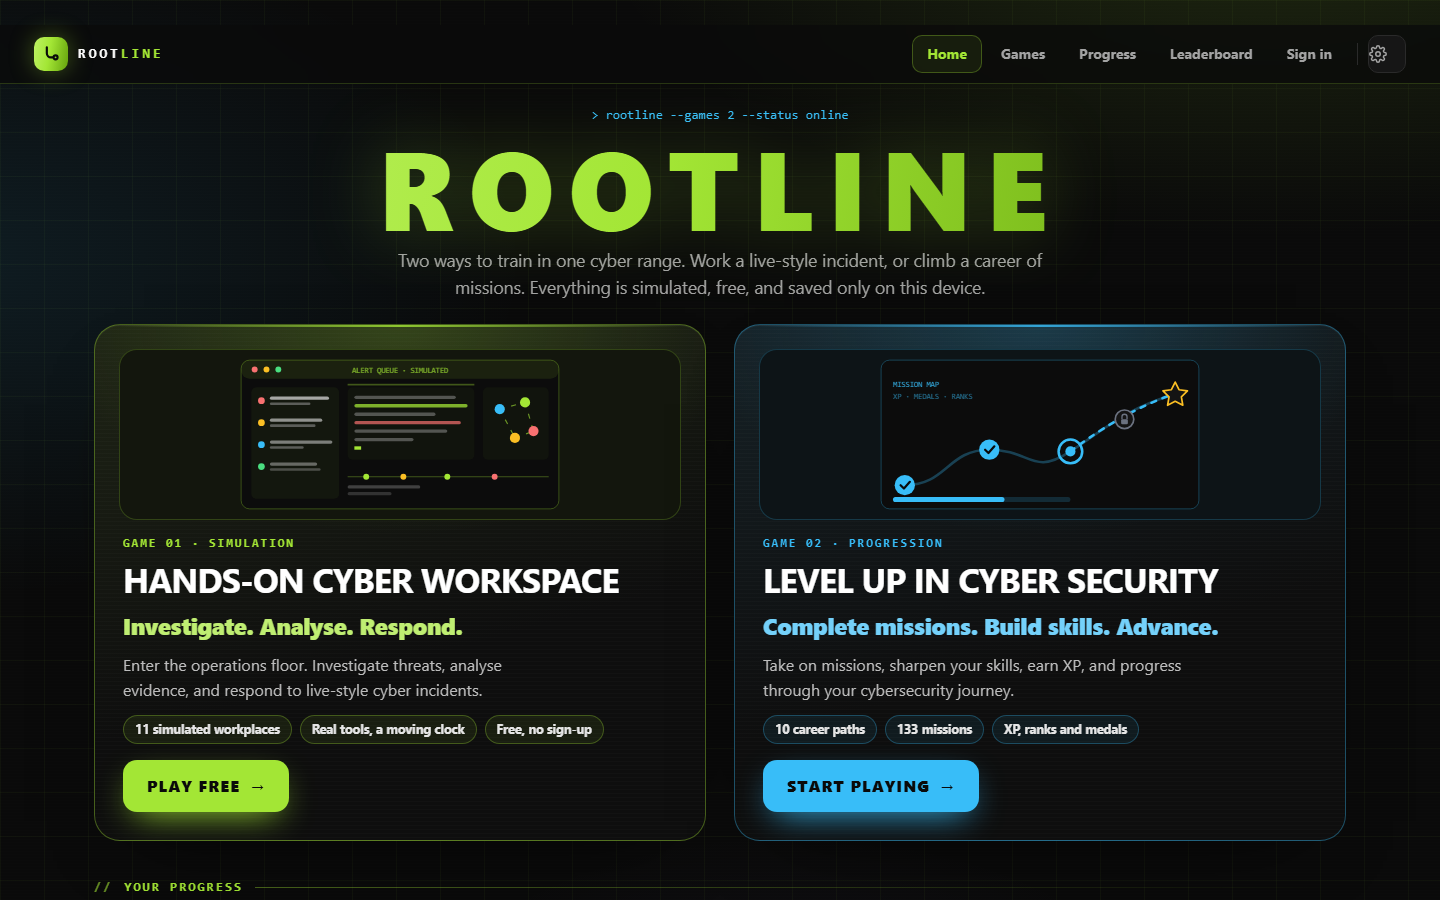 ROOTLINE
Home
Games
Progress
Leaderboard
Sign in
> rootline --games 2 --status online
ROOTLINE
Two ways to train in one cyber range. Work a live-style incident, or climb a career of
missions. Everything is simulated, free, and saved only on this device.
ALERT QUEUE - SIMULATED
GAME 01 · SIMULATION
HANDS-ON CYBER WORKSPACE
Investigate. Analyse. Respond.
Enter the operations floor. Investigate threats, analyse
evidence, and respond to live-style cyber incidents.
11 simulated workplaces
Real tools, a moving clock
Free, no sign-up
PLAY FREE →
MISSION MAP
XP · MEDALS · RANKS
GAME 02 · PROGRESSION
LEVEL UP IN CYBER SECURITY
Complete missions. Build skills. Advance.
Take on missions, sharpen your skills, earn XP, and progress
through your cybersecurity journey.
10 career paths
133 missions
XP, ranks and medals
START PLAYING →
// YOUR PROGRESS